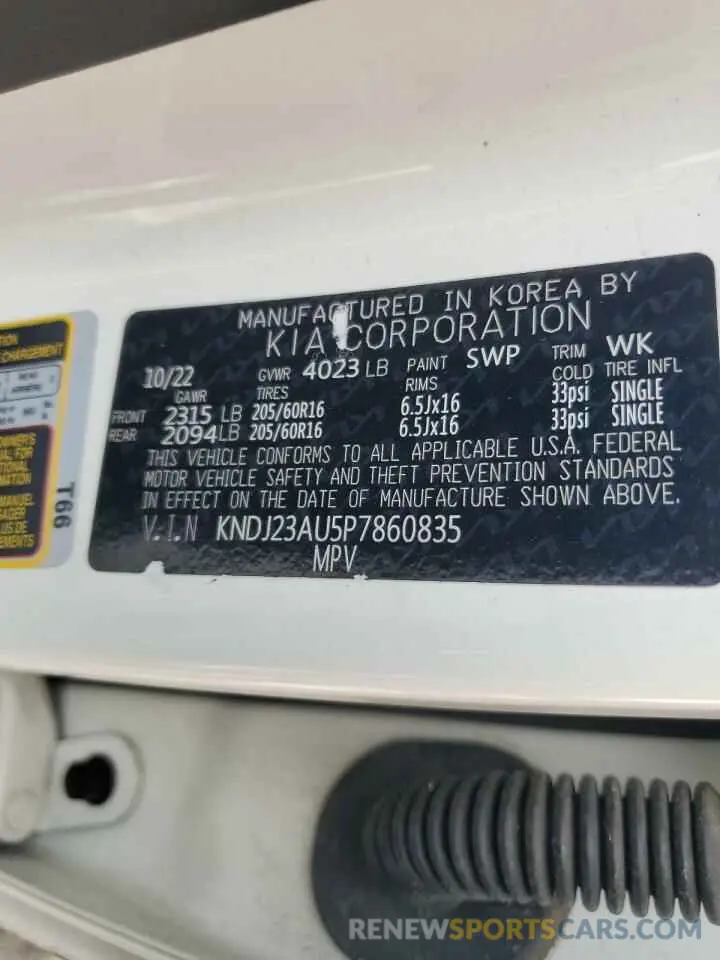 MANUFACTURED IN KOREA BY
KIA CORPORATION
10/22 GVWR 4023 LB PAINT SWP TRIM WK
GAWR TIRES RIMS COLD TIRE INFL
FRONT 2315 LB 205/60R16 6.5Jx16 33psi SINGLE
REAR 2094 LB 205/60R16 6.5Jx16 33psi SINGLE
THIS VEHICLE CONFORMS TO ALL APPLICABLE U.S.A. FEDERAL
MOTOR VEHICLE SAFETY AND THEFT PREVENTION STANDARDS
IN EFFECT ON THE DATE OF MANUFACTURE SHOWN ABOVE.
V.I.N KNDJ23AU5P7860835
MPV
CHARGEMENT
T66
RENEWSPORTSCARS.COM